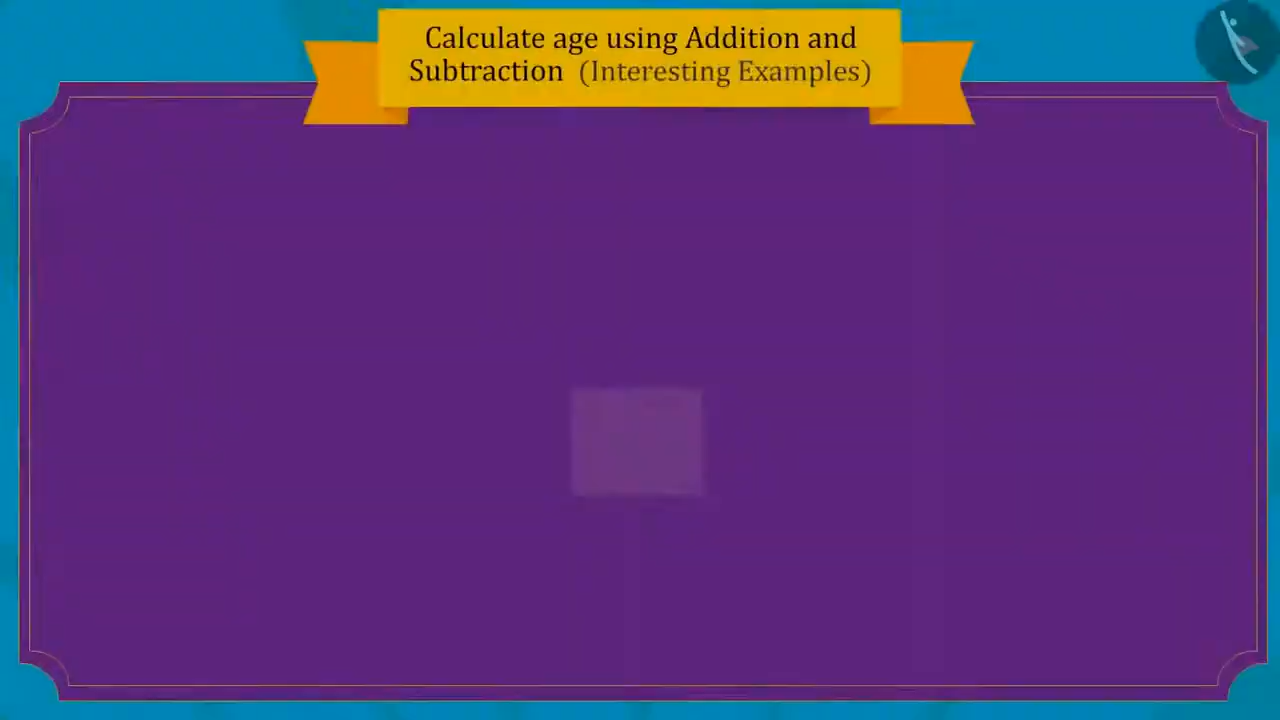 Calculate age using Addition and
Subtraction (Interesting Examples)